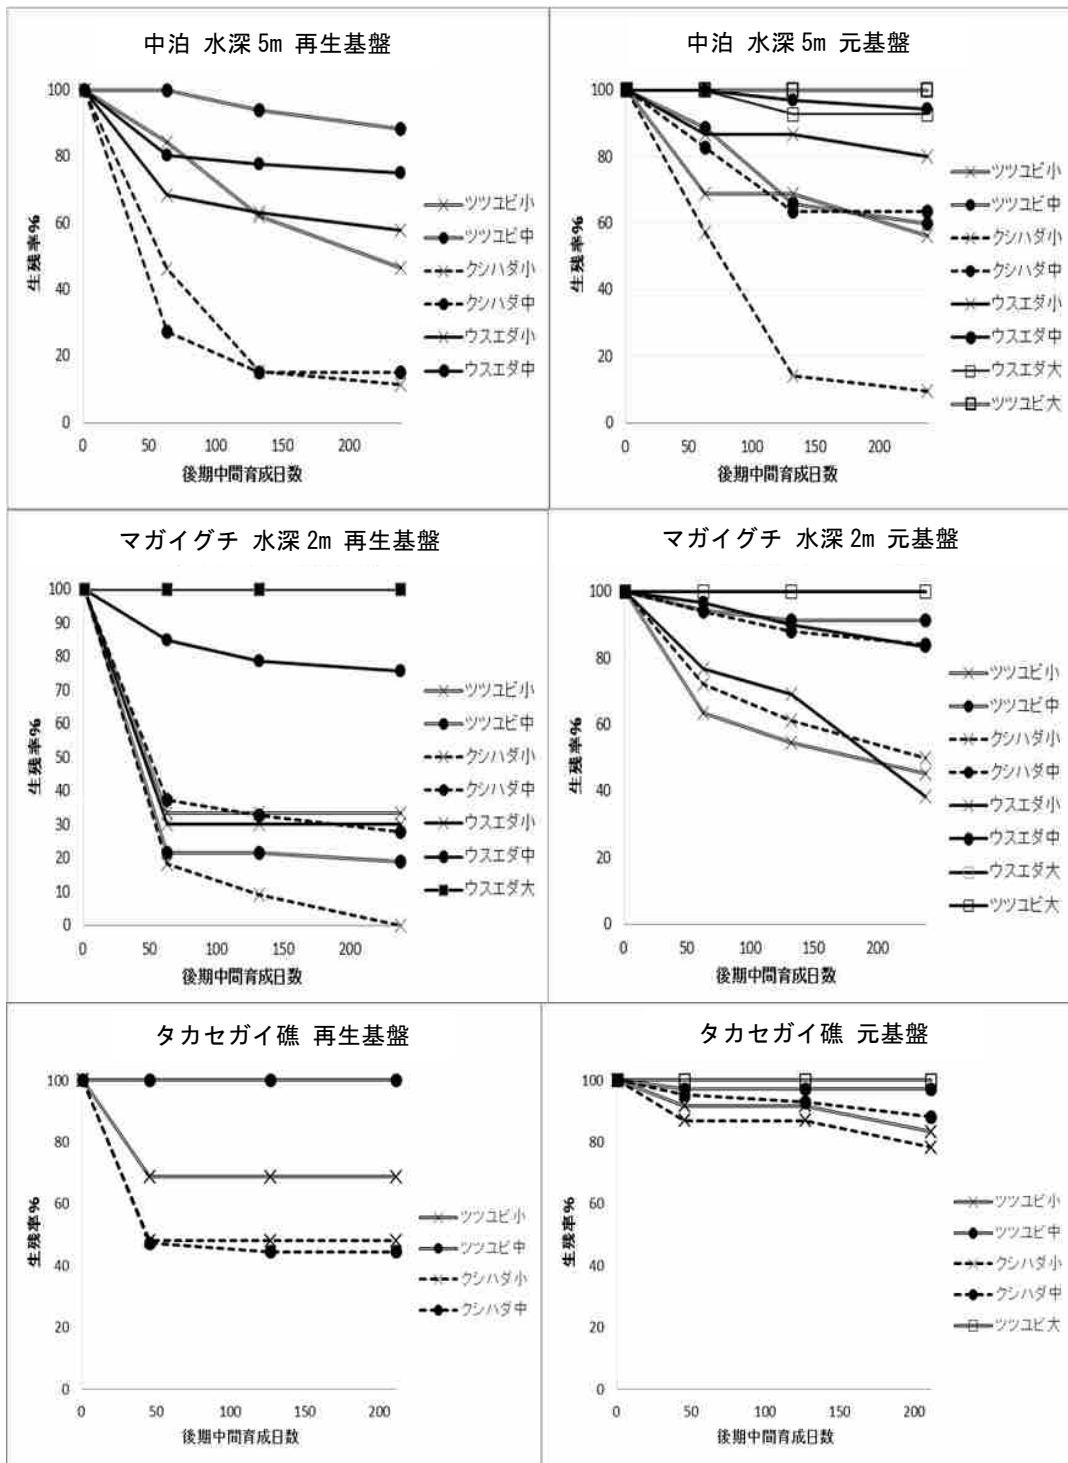 中泊 水深5m 再生基盤
100
80
60
40
20
0
生残率%
0 50 100 150 200
後期中間育成日数
ツツユビ小
ツツユビ中
クシハダ小
クシハダ中
ウスエダ小
ウスエダ中
中泊 水深5m 元基盤
100
80
60
40
20
0
生残率%
0 50 100 150 200
後期中間育成日数
ツツユビ小
ツツユビ中
クシハダ小
クシハダ中
ウスエダ小
ウスエダ中
ウスエダ大
ツツユビ大
マガイグチ 水深2m 再生基盤
100
90
80
70
60
50
40
30
20
10
0
生残率%
0 50 100 150 200
後期中間育成日数
ツツユビ小
ツツユビ中
クシハダ小
クシハダ中
ウスエダ小
ウスエダ中
ウスエダ大
マガイグチ 水深2m 元基盤
100
80
60
40
20
0
生残率%
0 50 100 150 200
後期中間育成日数
ツツユビ小
ツツユビ中
クシハダ小
クシハダ中
ウスエダ小
ウスエダ中
ウスエダ大
ツツユビ大
タカセガイ礁 再生基盤
100
80
60
40
20
0
生残率%
0 50 100 150 200
後期中間育成日数
ツツユビ小
ツツユビ中
クシハダ小
クシハダ中
タカセガイ礁 元基盤
100
80
60
40
20
0
生残率%
0 50 100 150 200
後期中間育成日数
ツツユビ小
ツツユビ中
クシハダ小
クシハダ中
ツツユビ大